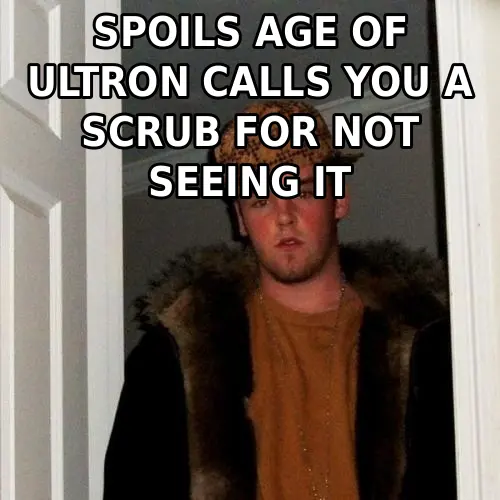 SPOILS AGE OF
ULTRON CALLS YOU A
SCRUB FOR NOT
SEEING IT